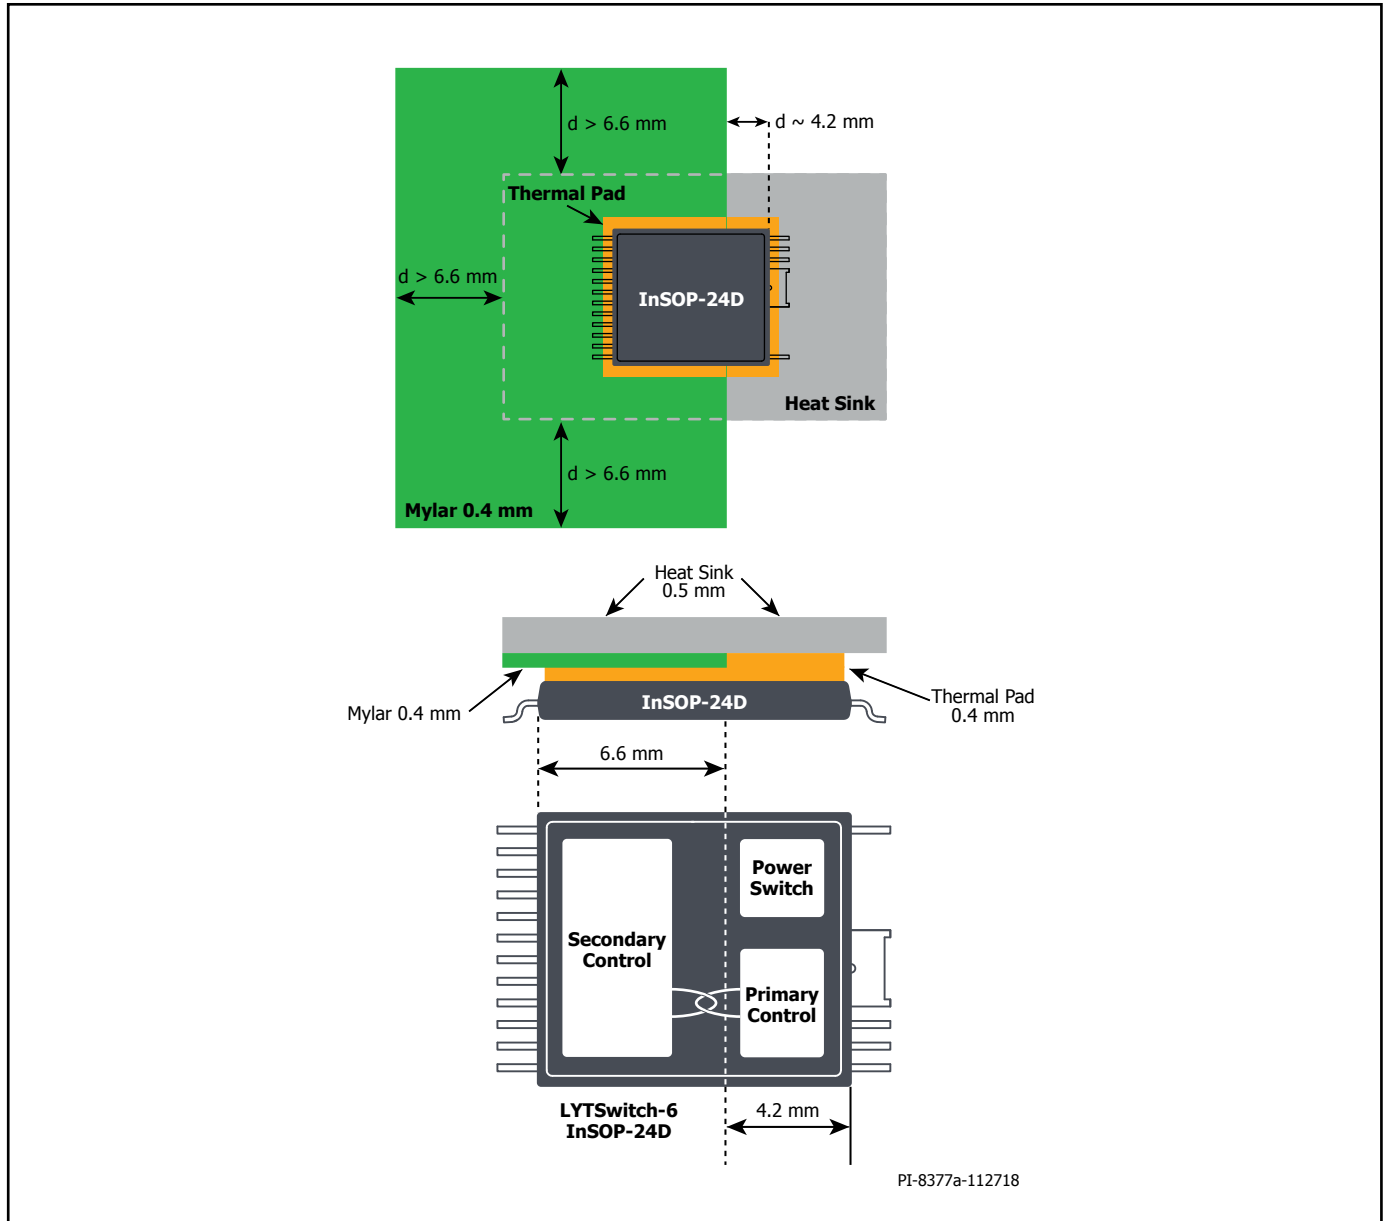 d > 6.6 mm
d ~ 4.2 mm
Thermal Pad
d > 6.6 mm
InSOP-24D
Heat Sink
d > 6.6 mm
Mylar 0.4 mm
Heat Sink
0.5 mm
InSOP-24D
Mylar 0.4 mm
Thermal Pad
0.4 mm
6.6 mm
Power
Switch
Secondary
Control
Primary
Control
LYTSwitch-6
InSOP-24D
4.2 mm
PI-8377a-112718